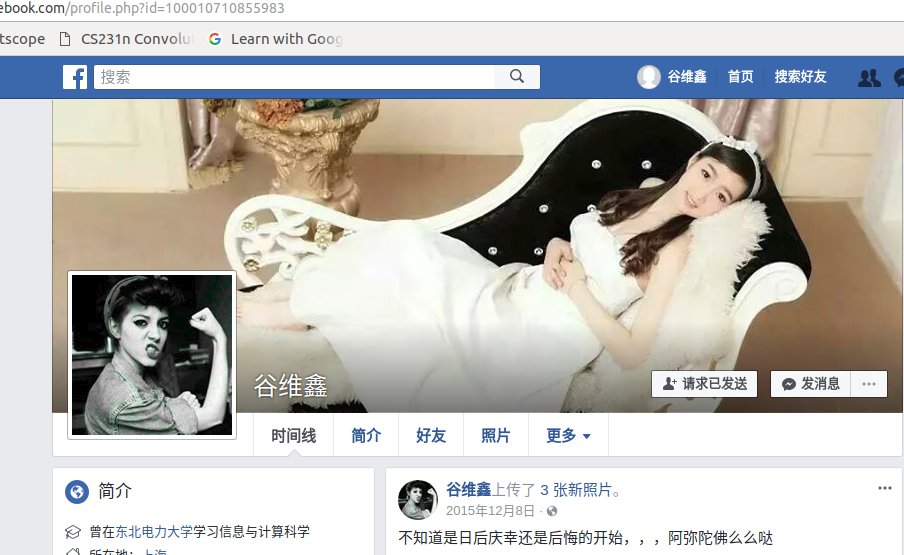 ebook.com/profile.php?id=100010710855983
tscope CS231n Convolu Learn with Goog
搜索 谷维鑫 首页 搜索好友
谷维鑫
请求已发送 发消息
时间线 简介 好友 照片 更多
简介
谷维鑫上传了 3 张新照片。
2015年12月8日
曾在东北电力大学学习信息与计算科学
不知道是日后庆幸还是后悔的开始，，，阿弥陀佛么么哒
所在地：上海